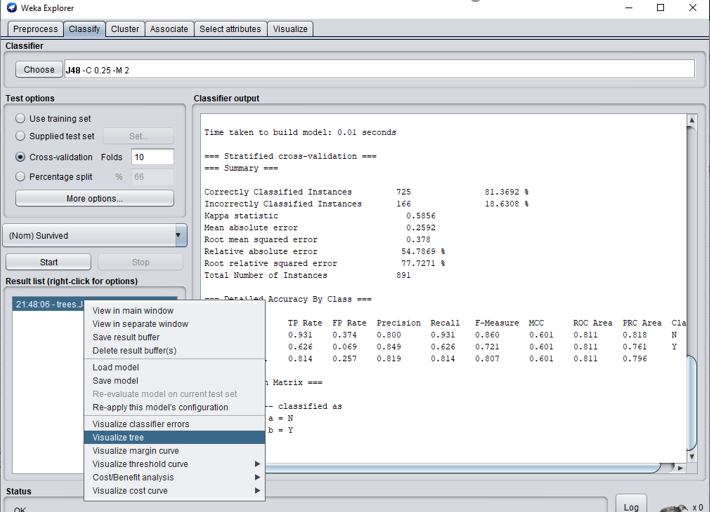 Weka Explorer
Preprocess Classify Cluster Associate Select attributes Visualize
Classifier
Choose J48 -C 0.25 -M 2
Test options
Use training set
Supplied test set Set...
Cross-validation Folds 10
Percentage split % 66
More options...
(Nom) Survived
Start Stop
Result list (right-click for options)
21:48:06 - trees.J
View in main window
View in separate window
Save result buffer
Delete result buffer(s)
Load model
Save model
Re-evaluate model on current test set
Re-apply this model's configuration
Visualize classifier errors
Visualize tree
Visualize margin curve
Visualize threshold curve
Cost/Benefit analysis
Visualize cost curve
Classifier output
Time taken to build model: 0.01 seconds
=== Stratified cross-validation ===
=== Summary ===
Correctly Classified Instances 725 81.3692 %
Incorrectly Classified Instances 166 18.6308 %
Kappa statistic 0.5856
Mean absolute error 0.2592
Root mean squared error 0.378
Relative absolute error 54.7869 %
Root relative squared error 77.7271 %
Total Number of Instances 891
=== Detailed Accuracy By Class ===
TP Rate FP Rate Precision Recall F-Measure MCC ROC Area PRC Area Cla
0.931 0.374 0.800 0.931 0.860 0.601 0.811 0.818 N
0.626 0.069 0.849 0.626 0.721 0.601 0.811 0.761 Y
0.814 0.257 0.819 0.814 0.807 0.601 0.811 0.796
n Matrix ===
-- classified as
a = N
b = Y
Status
OK
Log x 0